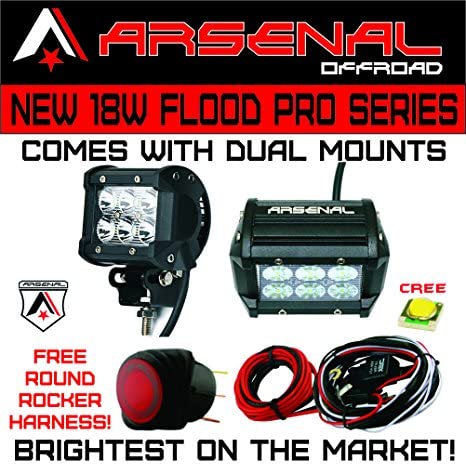 ARSENAL
OFFROAD
NEW 18W FLOOD PRO SERIES
COMES WITH DUAL MOUNTS
ARSENAL
ARSENAL
CREE
FREE
ROUND
ROCKER
HARNESS!
BRIGHTEST ON THE MARKET!